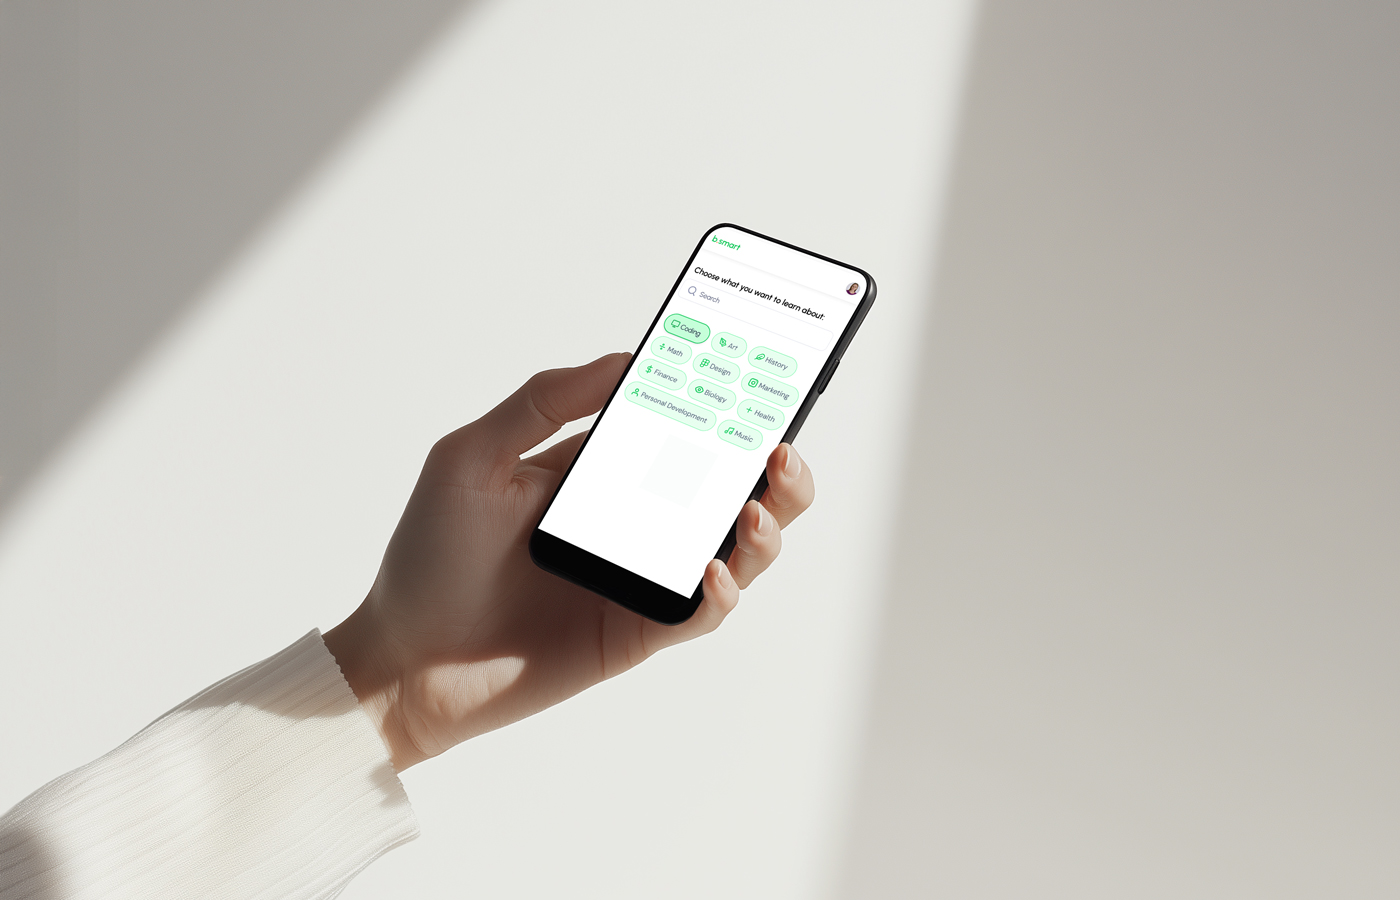 b.smart
Choose what you want to learn about:
Search
Coding Art History
Math Design Marketing
Finance Biology Health
Personal Development Music